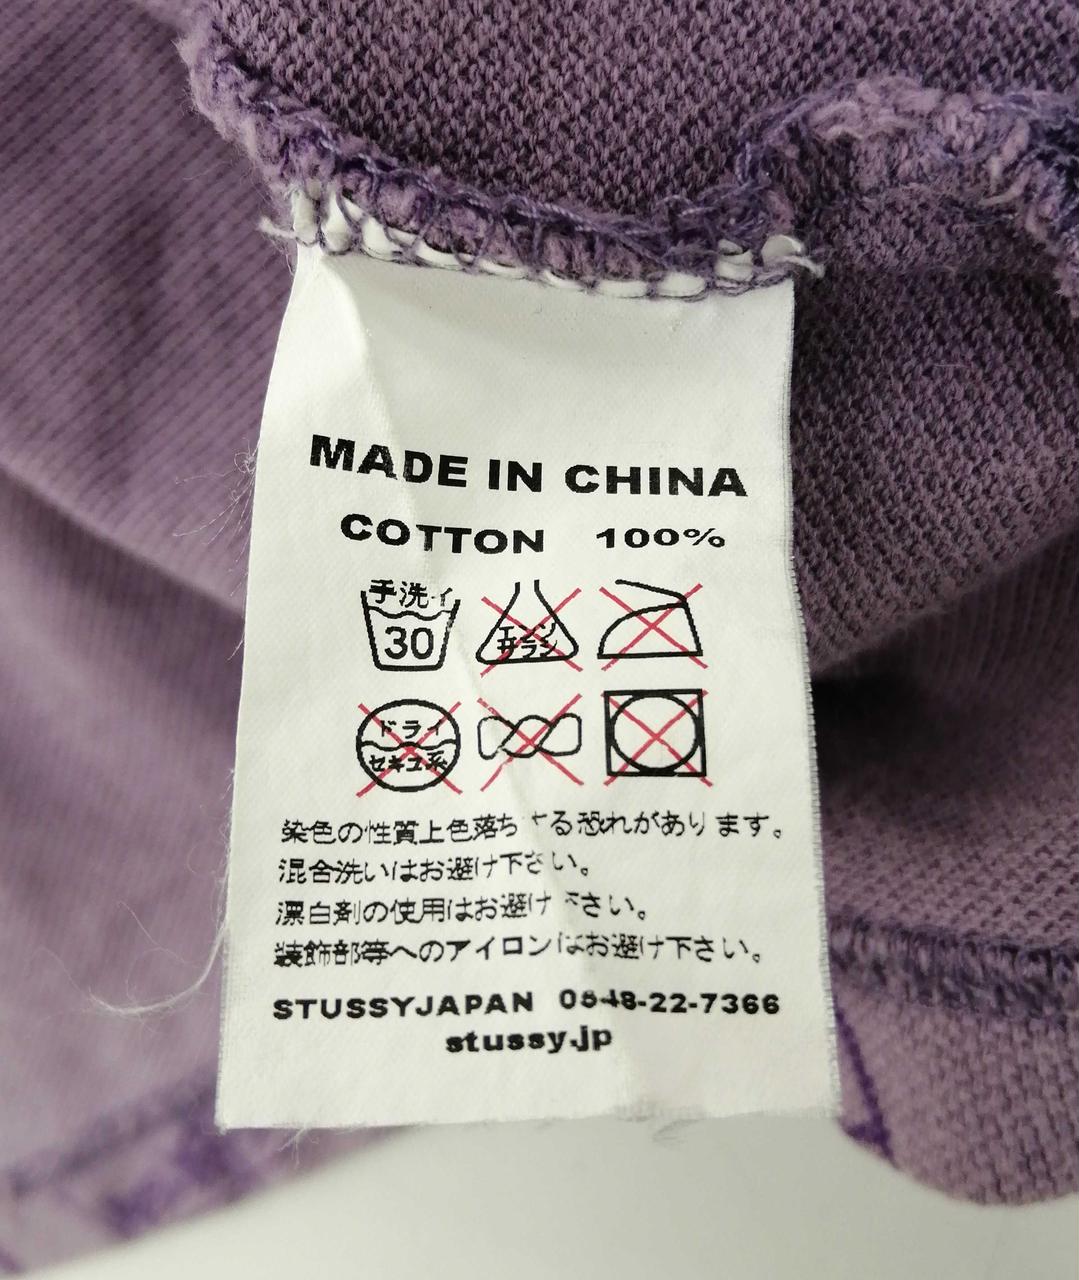 MADE IN CHINA
COTTON 100%
手洗イ
30
エンソ
サラシ
ドライ
セキユ系
染色の性質上色落ちする恐れがあります。
混合洗いはお避け下さい。
漂白剤の使用はお避け下さい。
装飾部等へのアイロンはお避け下さい。
STUSSYJAPAN 0548-22-7366
stussy.jp